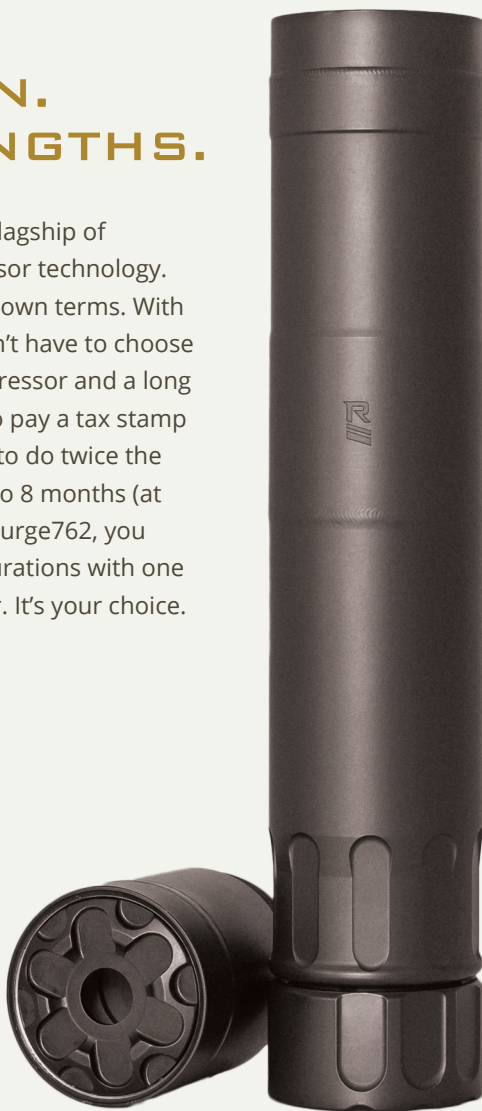 N.
NGTHS.
lagship of
sor technology.
own terms. With
n't have to choose
ressor and a long
o pay a tax stamp
to do twice the
o 8 months (at
urge762, you
urations with one
. It's your choice.
R